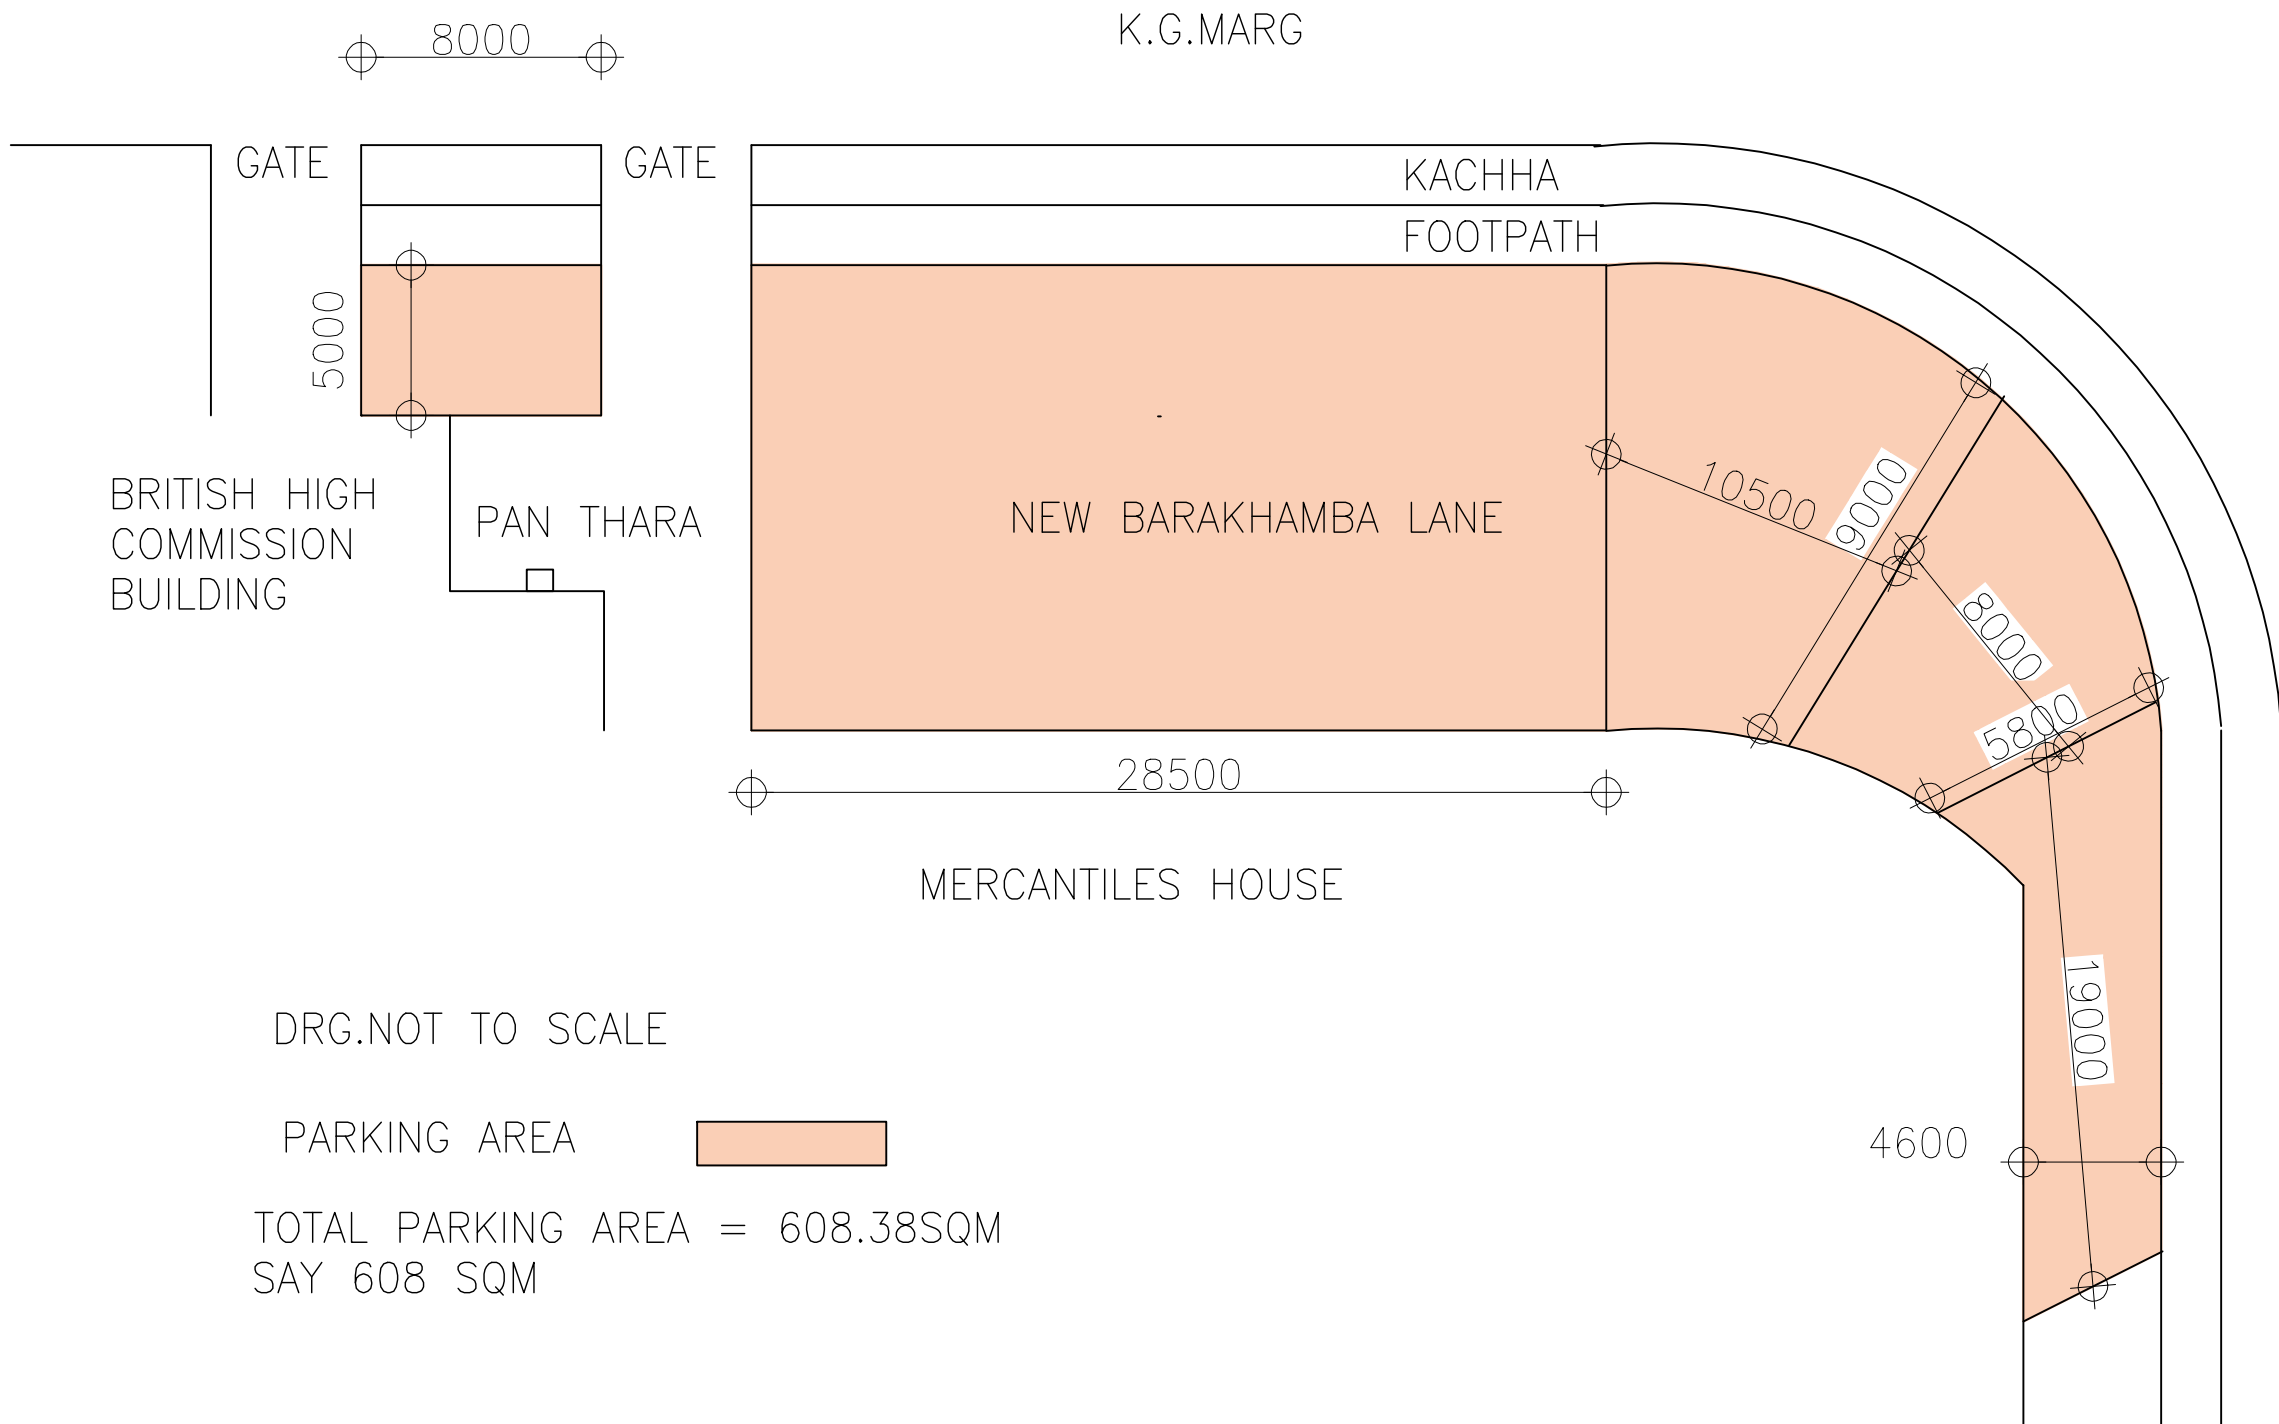 K.G.MARG
8000
GATE
GATE
KACHHA
FOOTPATH
5000
BRITISH HIGH
COMMISSION
BUILDING
PAN THARA
NEW BARAKHAMBA LANE
10500
9000
8000
5800
28500
MERCANTILES HOUSE
19000
4600
DRG.NOT TO SCALE
PARKING AREA
TOTAL PARKING AREA = 608.38SQM
SAY 608 SQM